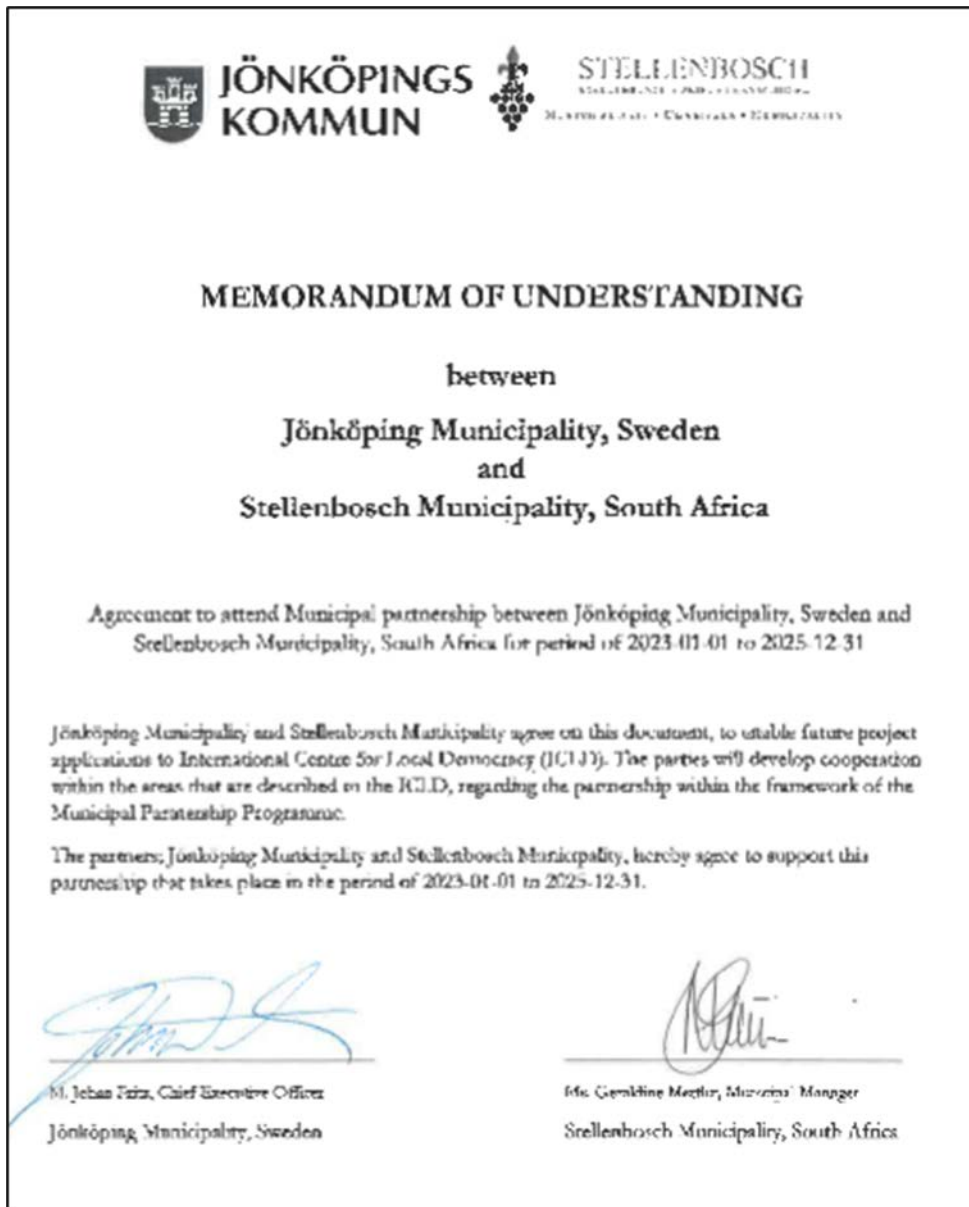 JÖNKÖPINGS
KOMMUN
STELLENBOSCH
MEMORANDUM OF UNDERSTANDING
between
Jönköping Municipality, Sweden
and
Stellenbosch Municipality, South Africa
Agreement to attend Municipal partnership between Jönköping Municipality, Sweden and
Stellenbosch Municipality, South Africa for period of 2023-01-01 to 2025-12-31
Jönköping Municipality and Stellenbosch Municipality agree on this document, to enable future project
applications to International Centre for Local Democracy (ICLD). The parties will develop cooperation
within the areas that are described in the ICLD, regarding the partnership within the framework of the
Municipal Partnership Programme.
The partners; Jönköping Municipality and Stellenbosch Municipality, hereby agree to support this
partnership that takes place in the period of 2023-01-01 to 2025-12-31.
Johan Chief Executive Officer
Ms. Geraldine Mettler, Municipal Manager
Jönköping Municipality, Sweden
Stellenbosch Municipality, South Africa